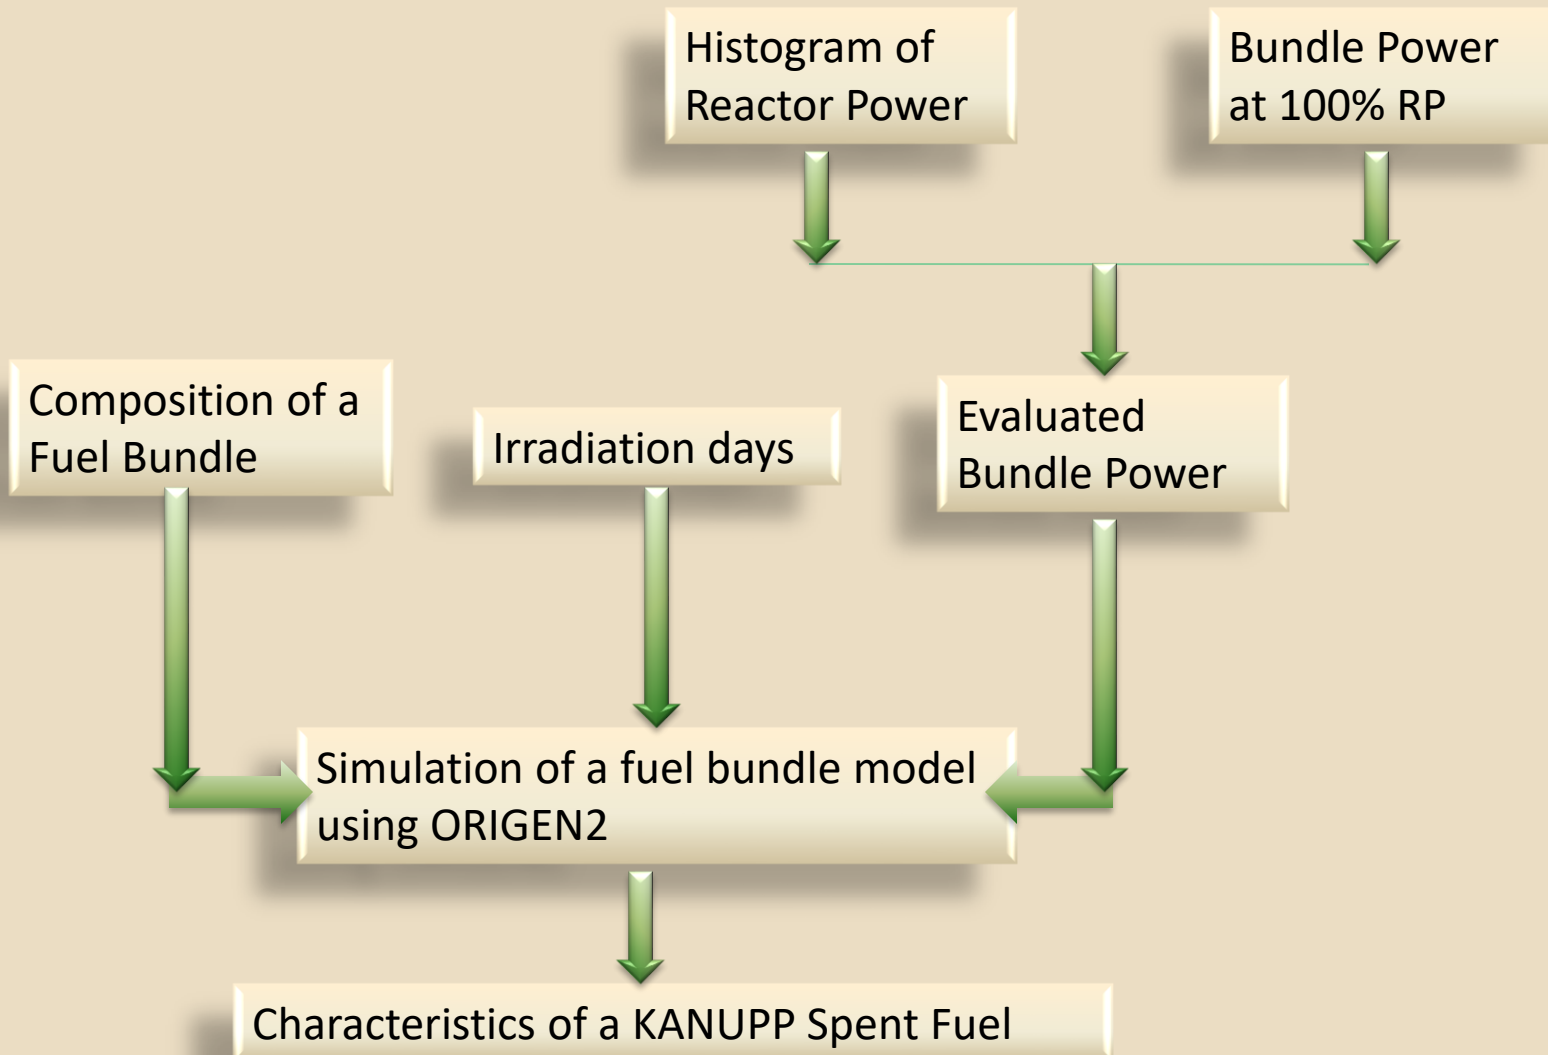 Histogram of
Reactor Power
Bundle Power
at 100% RP
Composition of a
Fuel Bundle
Irradiation days
Evaluated
Bundle Power
Simulation of a fuel bundle model
using ORIGEN2
Characteristics of a KANUPP Spent Fuel